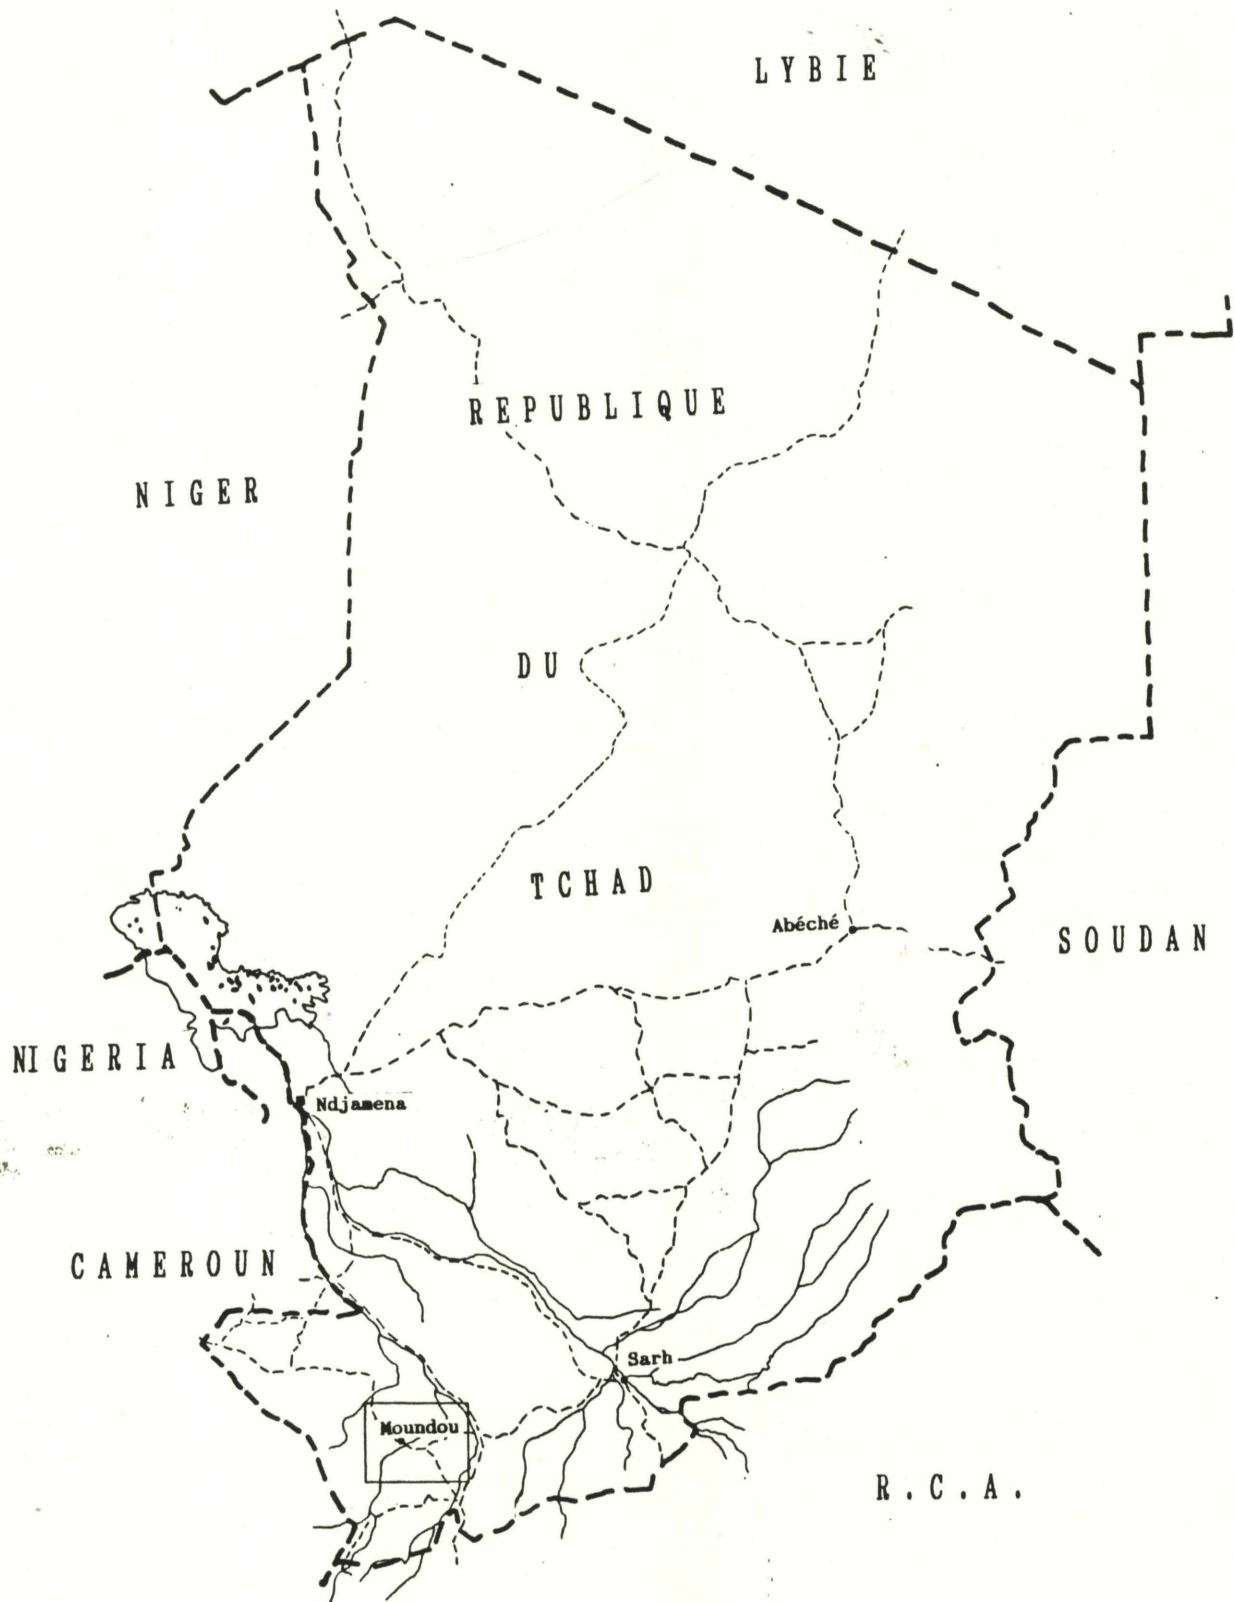 LYBIE
REPUBLIQUE
NIGER
DU
TCHAD
Abéché
SOUDAN
NIGERIA
Ndjamena
CAMEROUN
Sarh
Moundou
R.C.A.